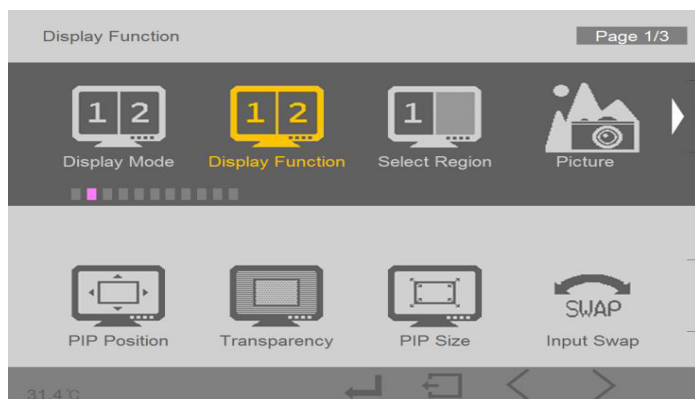 Display Function
Page 1/3
1 2
1 2
1
Display Mode
Display Function
Select Region
Picture
SWAP
PIP Position
Transparency
PIP Size
Input Swap
31.4℃